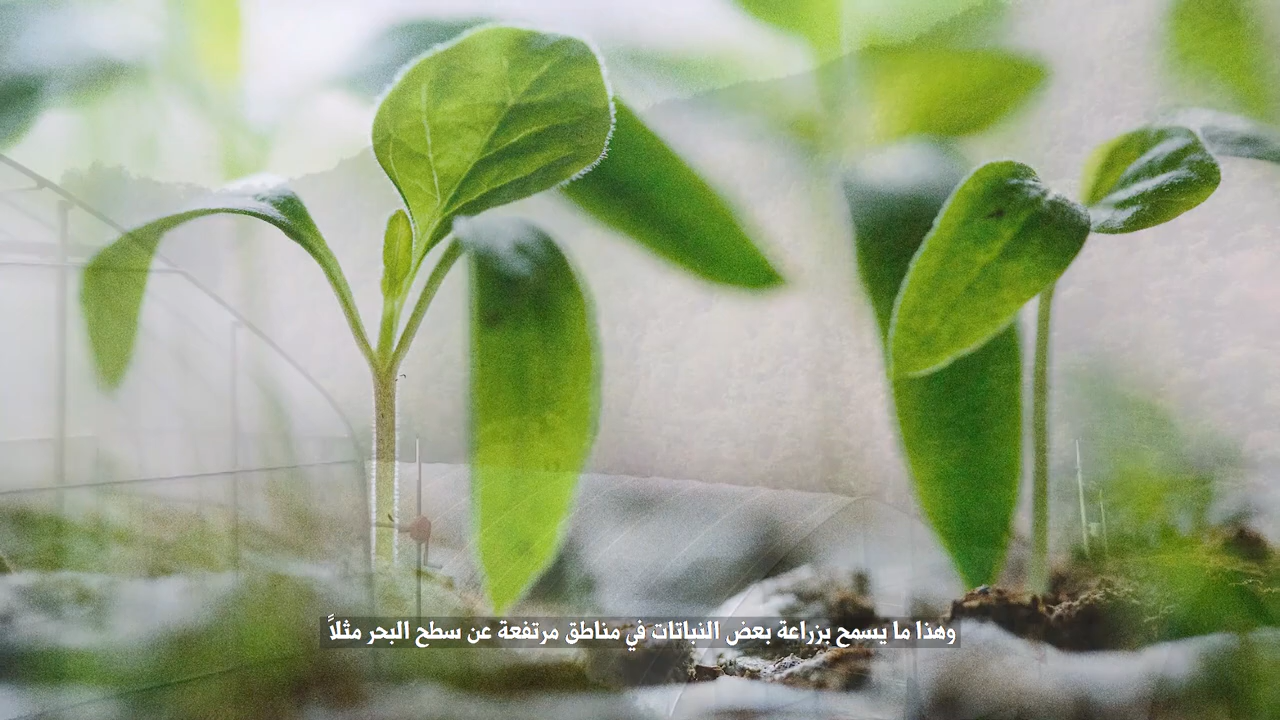 وهذا ما يسمح بزراعة بعض النباتات في مناطق مرتفعة عن سطح البحر مثلاً